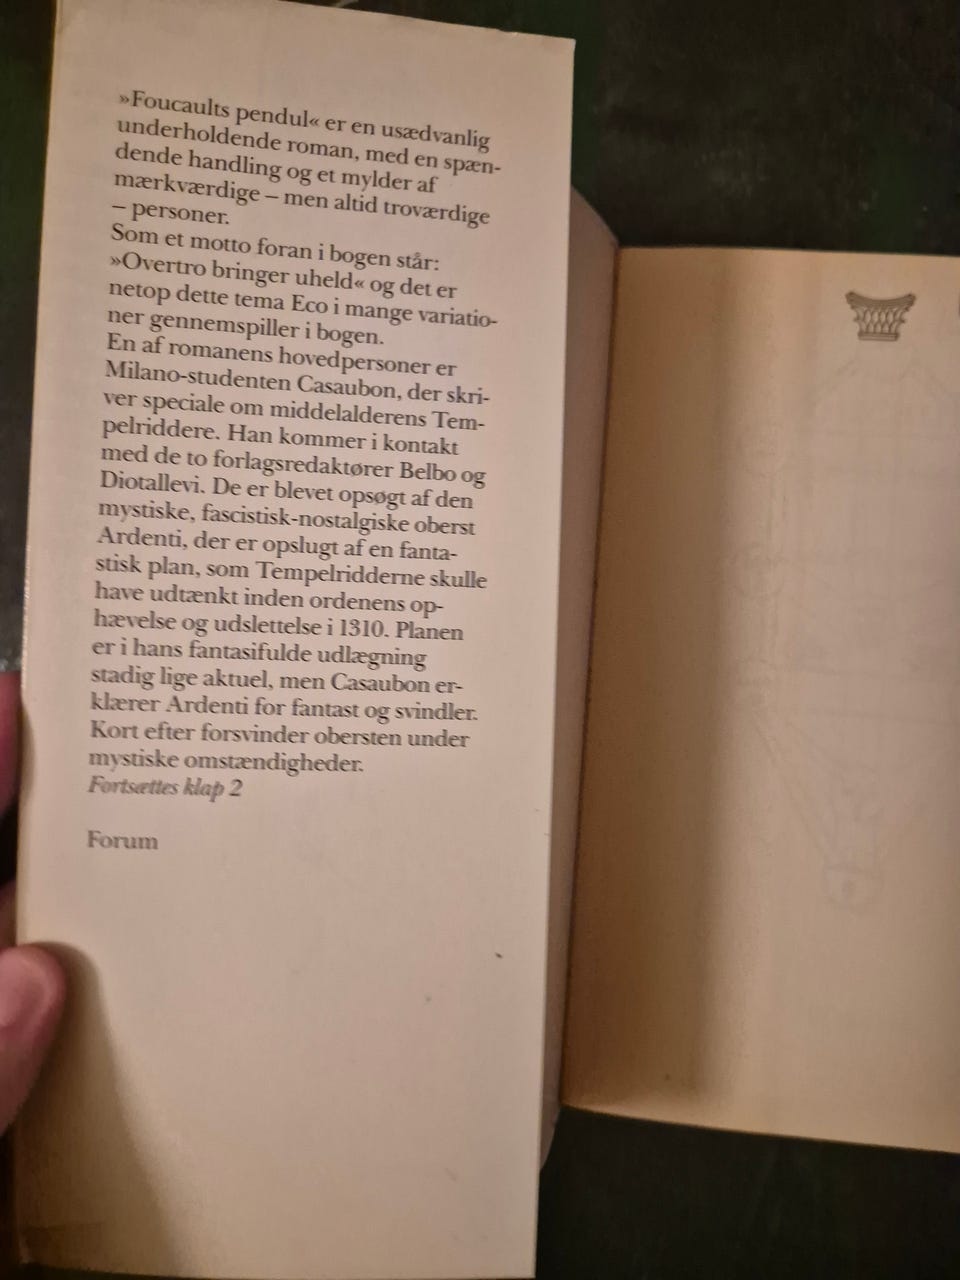 »Foucaults pendul« er en usædvanlig
underholdende roman, med en spæn-
dende handling og et mylder af
mærkværdige – men altid troværdige
– personer.
Som et motto foran i bogen står:
»Overtro bringer uheld« og det er
netop dette tema Eco i mange variatio-
ner gennemspiller i bogen.
En af romanens hovedpersoner er
Milano-studenten Casaubon, der skri-
ver speciale om middelalderens Tem-
pelriddere. Han kommer i kontakt
med de to forlagsredaktører Belbo og
Diotallevi. De er blevet opsøgt af den
mystiske, fascistisk-nostalgiske oberst
Ardenti, der er opslugt af en fanta-
stisk plan, som Tempelridderne skulle
have udtænkt inden ordenens op-
hævelse og udslettelse i 1310. Planen
er i hans fantasifulde udlægning
stadig lige aktuel, men Casaubon er-
klærer Ardenti for fantast og svindler.
Kort efter forsvinder obersten under
mystiske omstændigheder.
Fortsættes klap 2
Forum